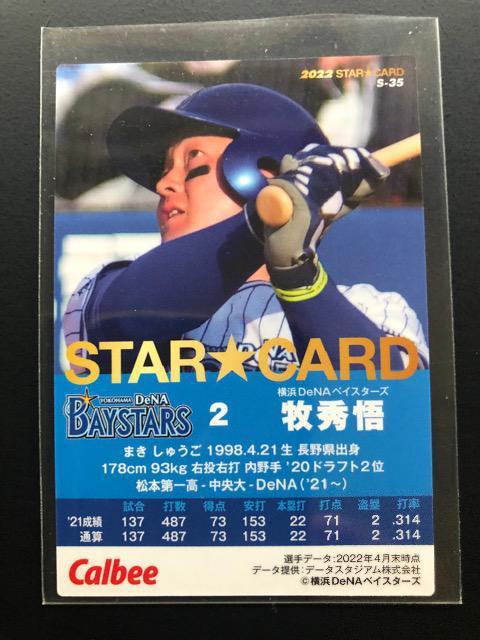 2022 STAR★CARD
S-35
STAR★CARD
YOKOHAMA DeNA
BAYSTARS
2
横浜DeNAベイスターズ
牧秀悟
まき しゅうご 1998.4.21生 長野県出身
178cm 93kg 右投右打 内野手 '20ドラフト2位
松本第一高-中央大-DeNA('21~)
試合 打数 得点 安打 本塁打 打点 盗塁 打率
'21成績 137 487 73 153 22 71 2 .314
通算 137 487 73 153 22 71 2 .314
Calbee
選手データ:2022年4月末時点
データ提供:データスタジアム株式会社
©横浜DeNAベイスターズ